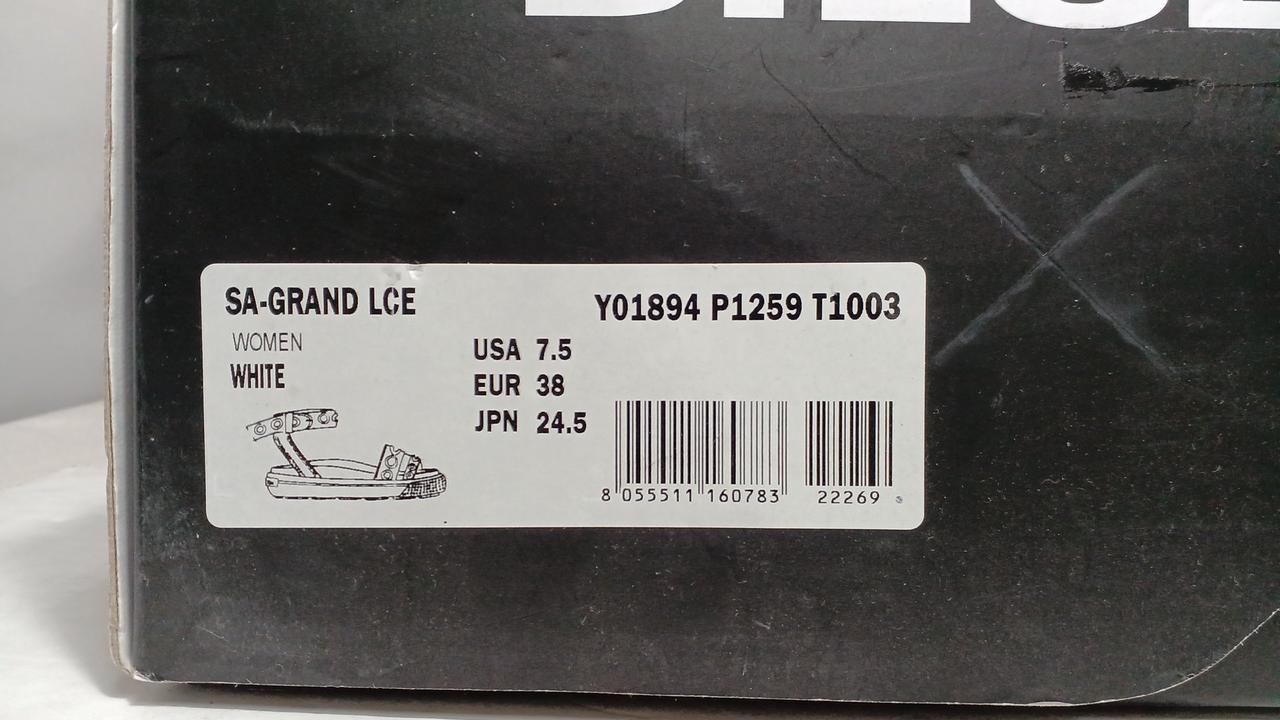 DIESEL
SA-GRAND LCE
Y01894 P1259 T1003
WOMEN
WHITE
USA 7.5
EUR 38
JPN 24.5
8 055511 160783
22269